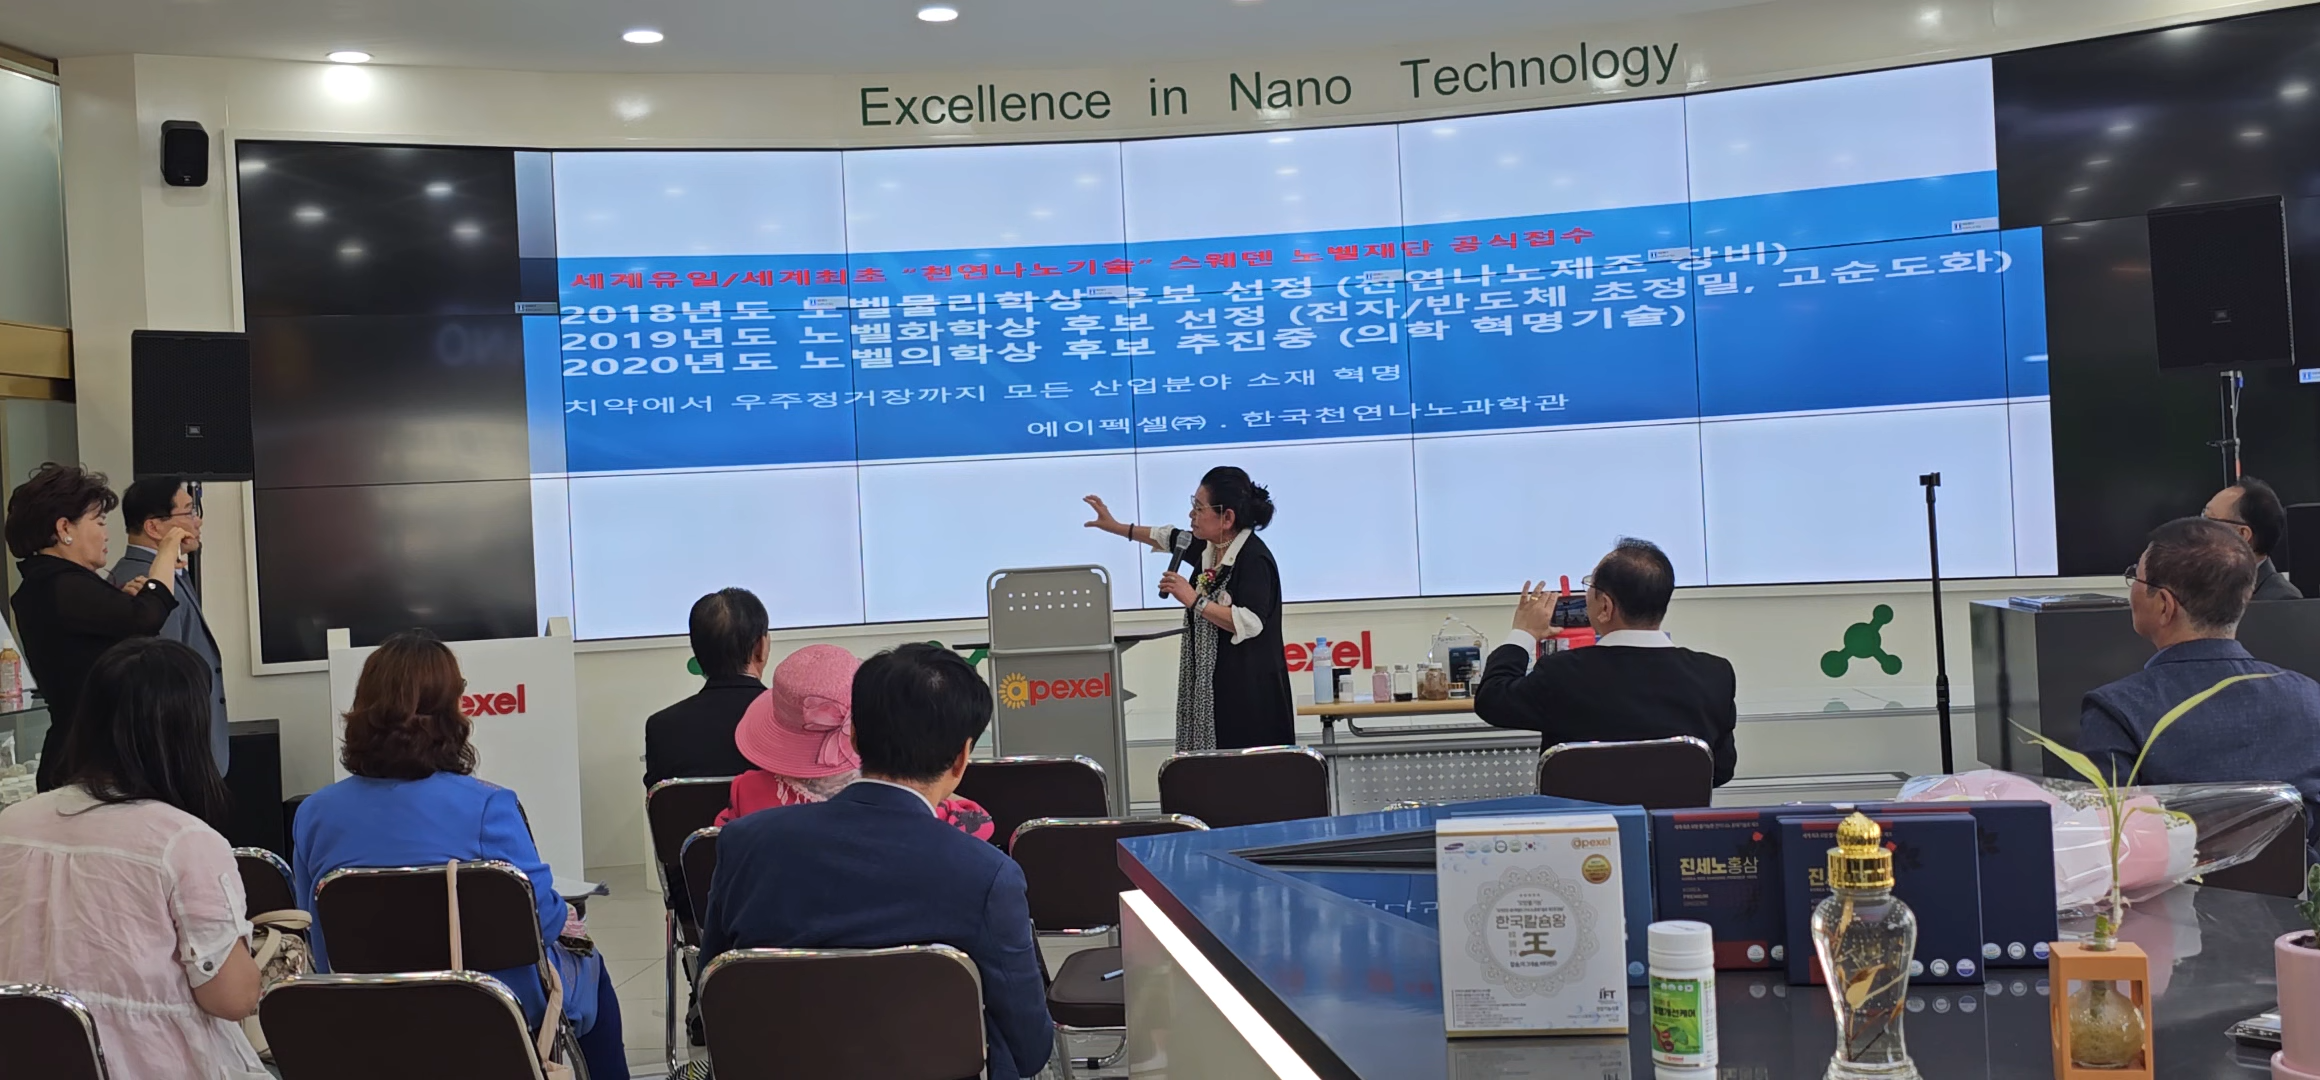 Excellence in Nano Technology
세계유일/세계최초 "천연나노기술" 스웨덴 노벨재단 공식접수
2018년도 노벨물리학상 후보 선정 (천연나노제조 장비)
2019년도 노벨화학상 후보 선정 (전자/반도체 초정밀, 고순도화)
2020년도 노벨의학상 후보 추진중 (의학 혁명기술)
치약에서 우주정거장까지 모든 산업분야 소재 혁명
에이펙셀㈜ . 한국천연나노과학관
pexel
apexel
pexel
apexel
한국칼슘왕
王
IFT
진세노홍삼
KOREA
PREMIUM
진